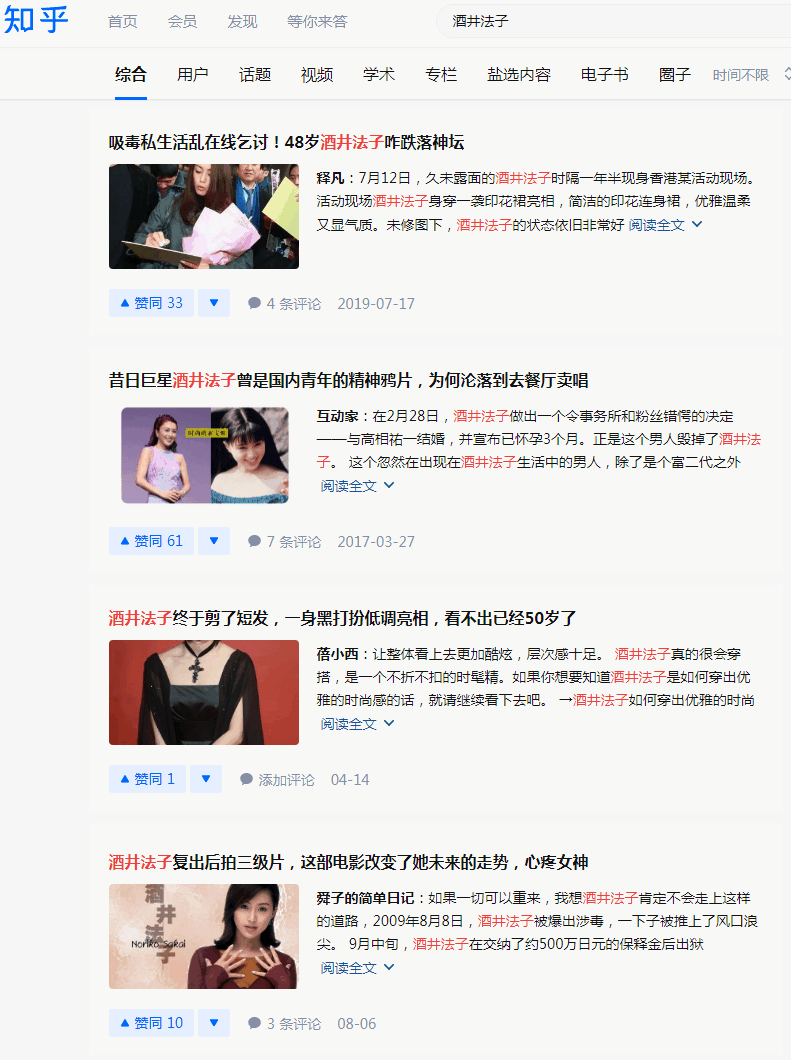 知乎 首页 会员 发现 等你来答 酒井法子
综合 用户 话题 视频 学术 专栏 盐选内容 电子书 圈子 时间不限
吸毒私生活乱在线乞讨！48岁酒井法子咋跌落神坛
释凡：7月12日，久未露面的酒井法子时隔一年半现身香港某活动现场。
活动现场酒井法子身穿一袭印花裙亮相，简洁的印花连身裙，优雅温柔
又显气质。未修图下，酒井法子的状态依旧非常好 阅读全文
赞同 33 4 条评论 2019-07-17
昔日巨星酒井法子曾是国内青年的精神鸦片，为何沦落到去餐厅卖唱
互动家：在2月28日，酒井法子做出一个令事务所和粉丝错愕的决定
——与高相祐一结婚，并宣布已怀孕3个月。正是这个男人毁掉了酒井法
子。 这个忽然在出现在酒井法子生活中的男人，除了是个富二代之外
阅读全文
赞同 61 7 条评论 2017-03-27
酒井法子终于剪了短发，一身黑打扮低调亮相，看不出已经50岁了
蓓小西：让整体看上去更加酷炫，层次感十足。 酒井法子真的很会穿
搭，是一个不折不扣的时髦精。如果你想要知道酒井法子是如何穿出优
雅的时尚感的话，就请继续看下去吧。 →酒井法子如何穿出优雅的时尚
阅读全文
赞同 1 添加评论 04-14
酒井法子复出后拍三级片，这部电影改变了她未来的走势，心疼女神
酒井法子
Noriko Sakai
舜子的简单日记：如果一切可以重来，我想酒井法子肯定不会走上这样
的道路，2009年8月8日，酒井法子被爆出涉毒，一下子被推上了风口浪
尖。 9月中旬，酒井法子在交纳了约500万日元的保释金后出狱
阅读全文
赞同 10 3 条评论 08-06